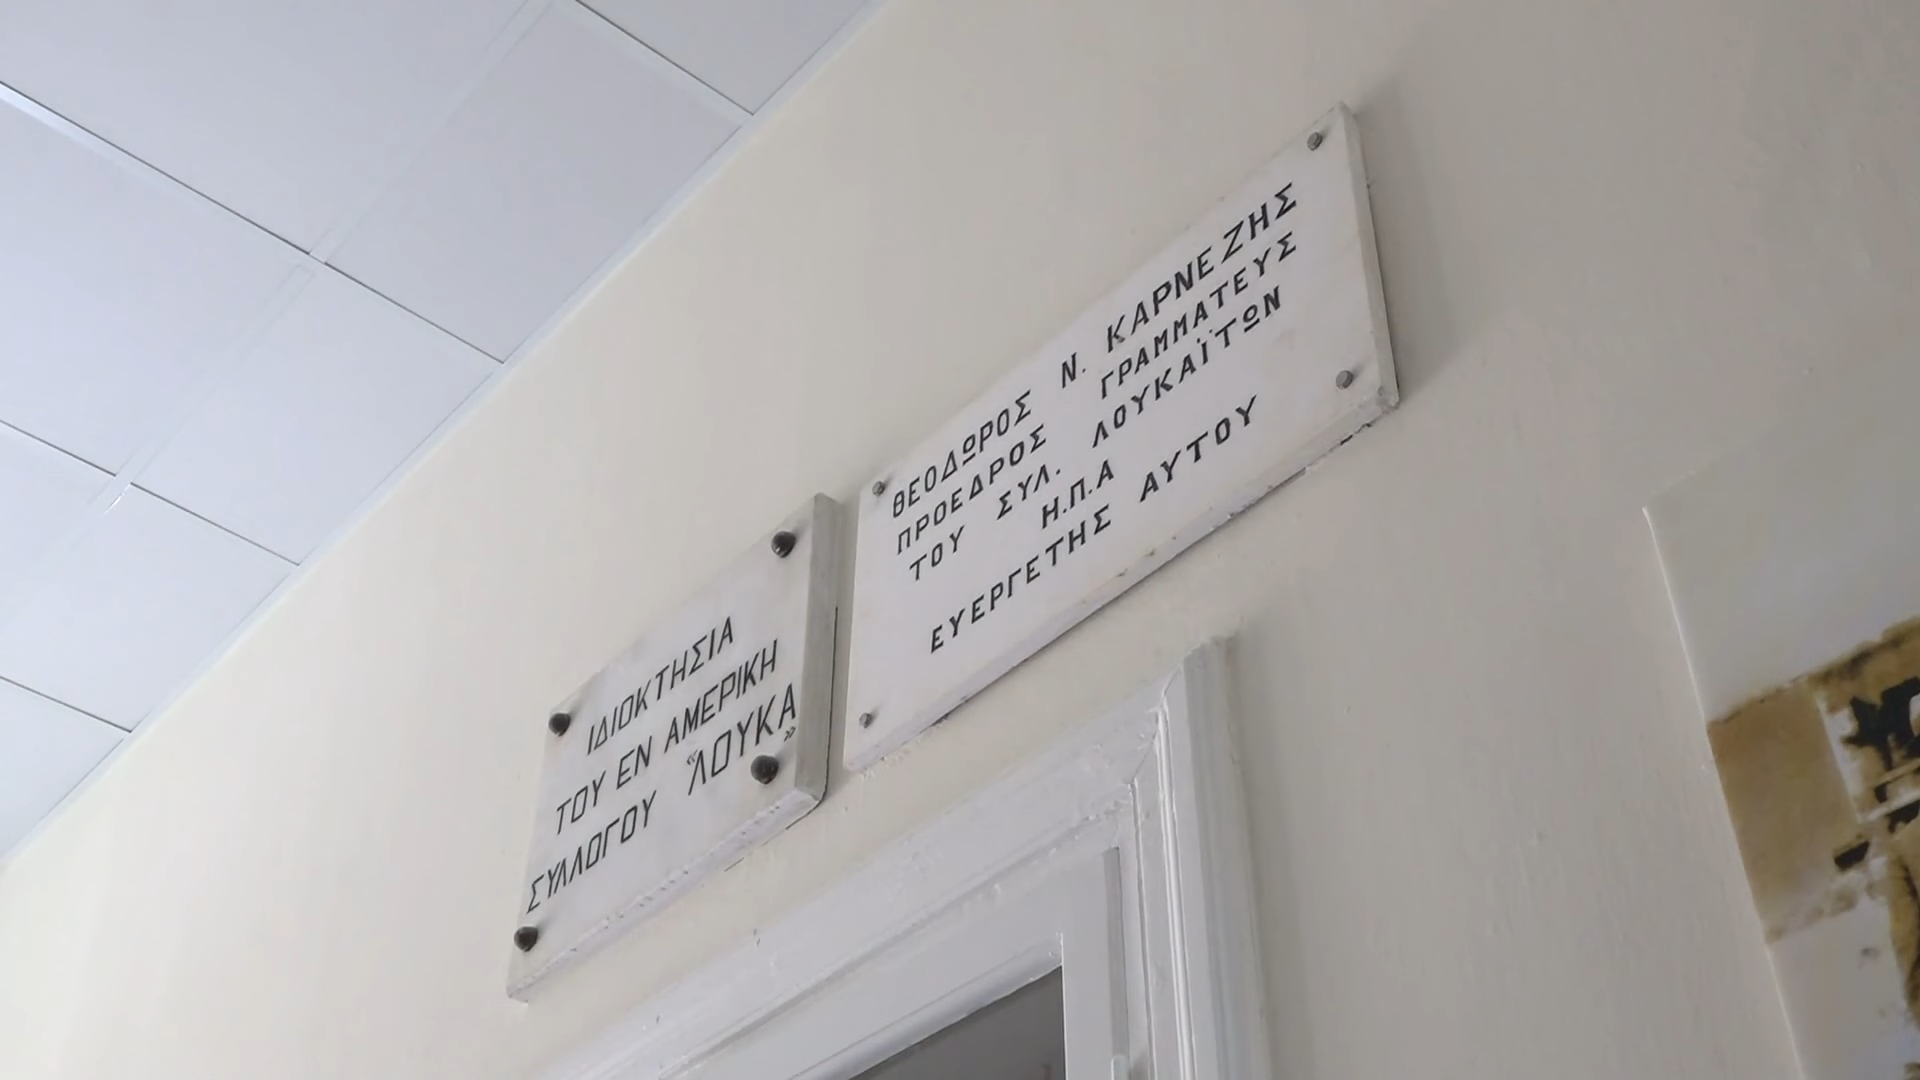 ΙΔΙΟΚΤΗΣΙΑ
ΤΟΥ ΕΝ ΑΜΕΡΙΚΗ
ΣΥΛΛΟΓΟΥ "ΛΟΥΚΑ"
ΘΕΟΔΩΡΟΣ Ν. ΚΑΡΝΕΖΗΣ
ΠΡΟΕΔΡΟΣ ΓΡΑΜΜΑΤΕΥΣ
ΤΟΥ ΣΥΛ. ΛΟΥΚΑΪΤΩΝ
Η.Π.Α
ΕΥΕΡΓΕΤΗΣ ΑΥΤΟΥ